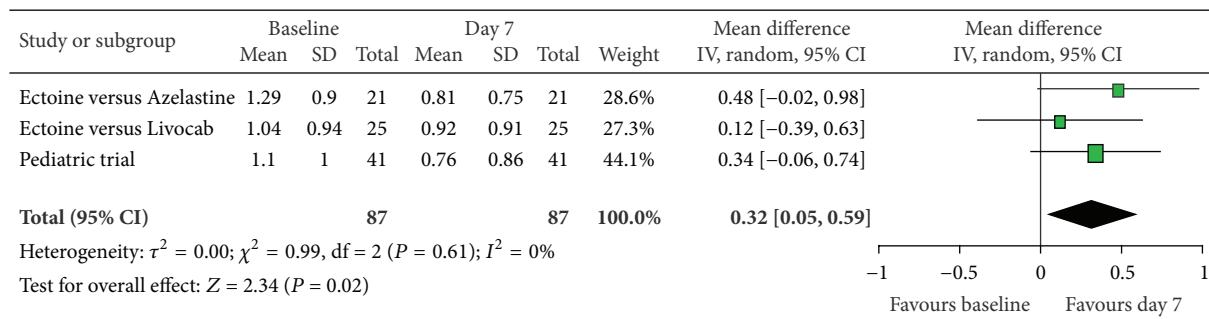 Study or subgroup Baseline Day 7 Mean difference Mean difference
Mean SD Total Mean SD Total Weight IV, random, 95% CI IV, random, 95% CI
Ectoine versus Azelastine 1.29 0.9 21 0.81 0.75 21 28.6% 0.48 [−0.02, 0.98]
Ectoine versus Livocab 1.04 0.94 25 0.92 0.91 25 27.3% 0.12 [−0.39, 0.63]
Pediatric trial 1.1 1 41 0.76 0.86 41 44.1% 0.34 [−0.06, 0.74]
Total (95% CI) 87 87 100.0% 0.32 [0.05, 0.59]
Heterogeneity: τ² = 0.00; χ² = 0.99, df = 2 (P = 0.61); I² = 0%
Test for overall effect: Z = 2.34 (P = 0.02)
−1 −0.5 0 0.5 1
Favours baseline Favours day 7